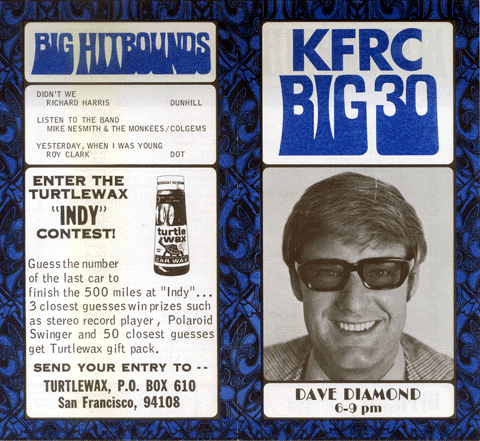 BIG HITBOUNDS
DIDN'T WE
RICHARD HARRIS DUNHILL
LISTEN TO THE BAND
MIKE NESMITH & THE MONKEES/COLGEMS
YESTERDAY, WHEN I WAS YOUNG
ROY CLARK DOT
ENTER THE
TURTLEWAX
"INDY"
CONTEST!
turtle
wax
CAR WAX
Guess the number
of the last car to
finish the 500 miles at "Indy"...
3 closest guesses win prizes such
as stereo record player, Polaroid
Swinger and 50 closest guesses
get Turtlewax gift pack.
SEND YOUR ENTRY TO --
TURTLEWAX, P.O. BOX 610
San Francisco, 94108
KFRC
BIG 30
DAVE DIAMOND
6-9 pm